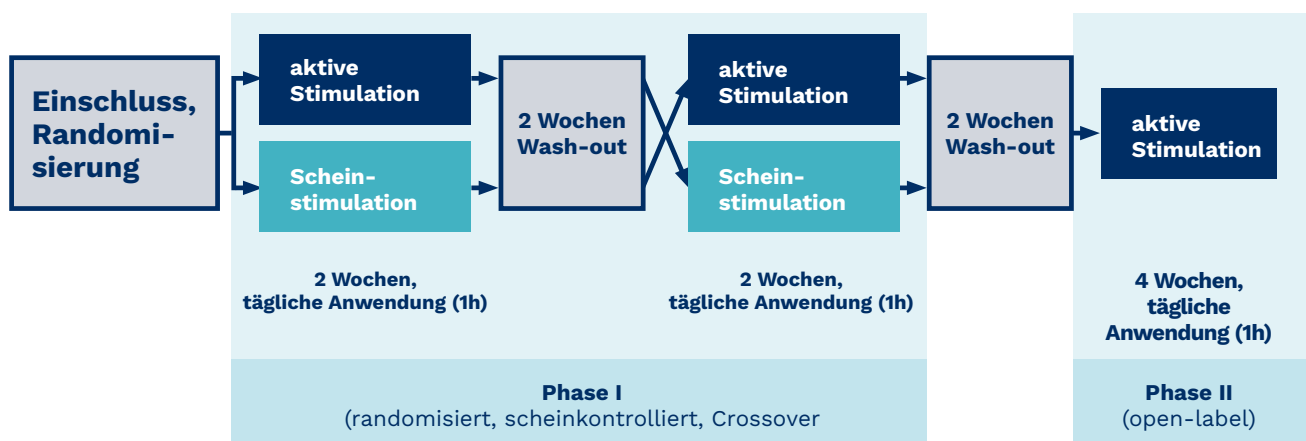 Einschluss,
Randomi-
sierung
aktive
Stimulation
Schein-
stimulation
2 Wochen
Wash-out
aktive
Stimulation
Schein-
stimulation
2 Wochen
Wash-out
aktive
Stimulation
2 Wochen,
tägliche Anwendung (1h)
2 Wochen,
tägliche Anwendung (1h)
4 Wochen,
tägliche
Anwendung (1h)
Phase I
(randomisiert, scheinkontrolliert, Crossover
Phase II
(open-label)